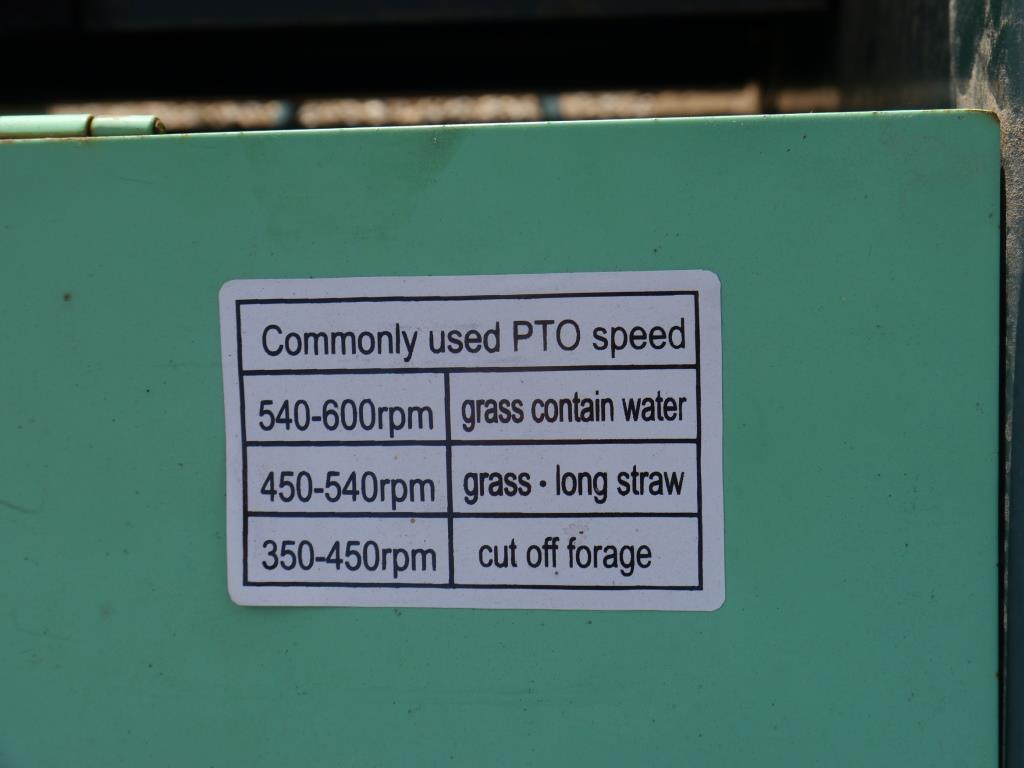 Commonly used PTO speed
540-600rpm grass contain water
450-540rpm grass · long straw
350-450rpm cut off forage